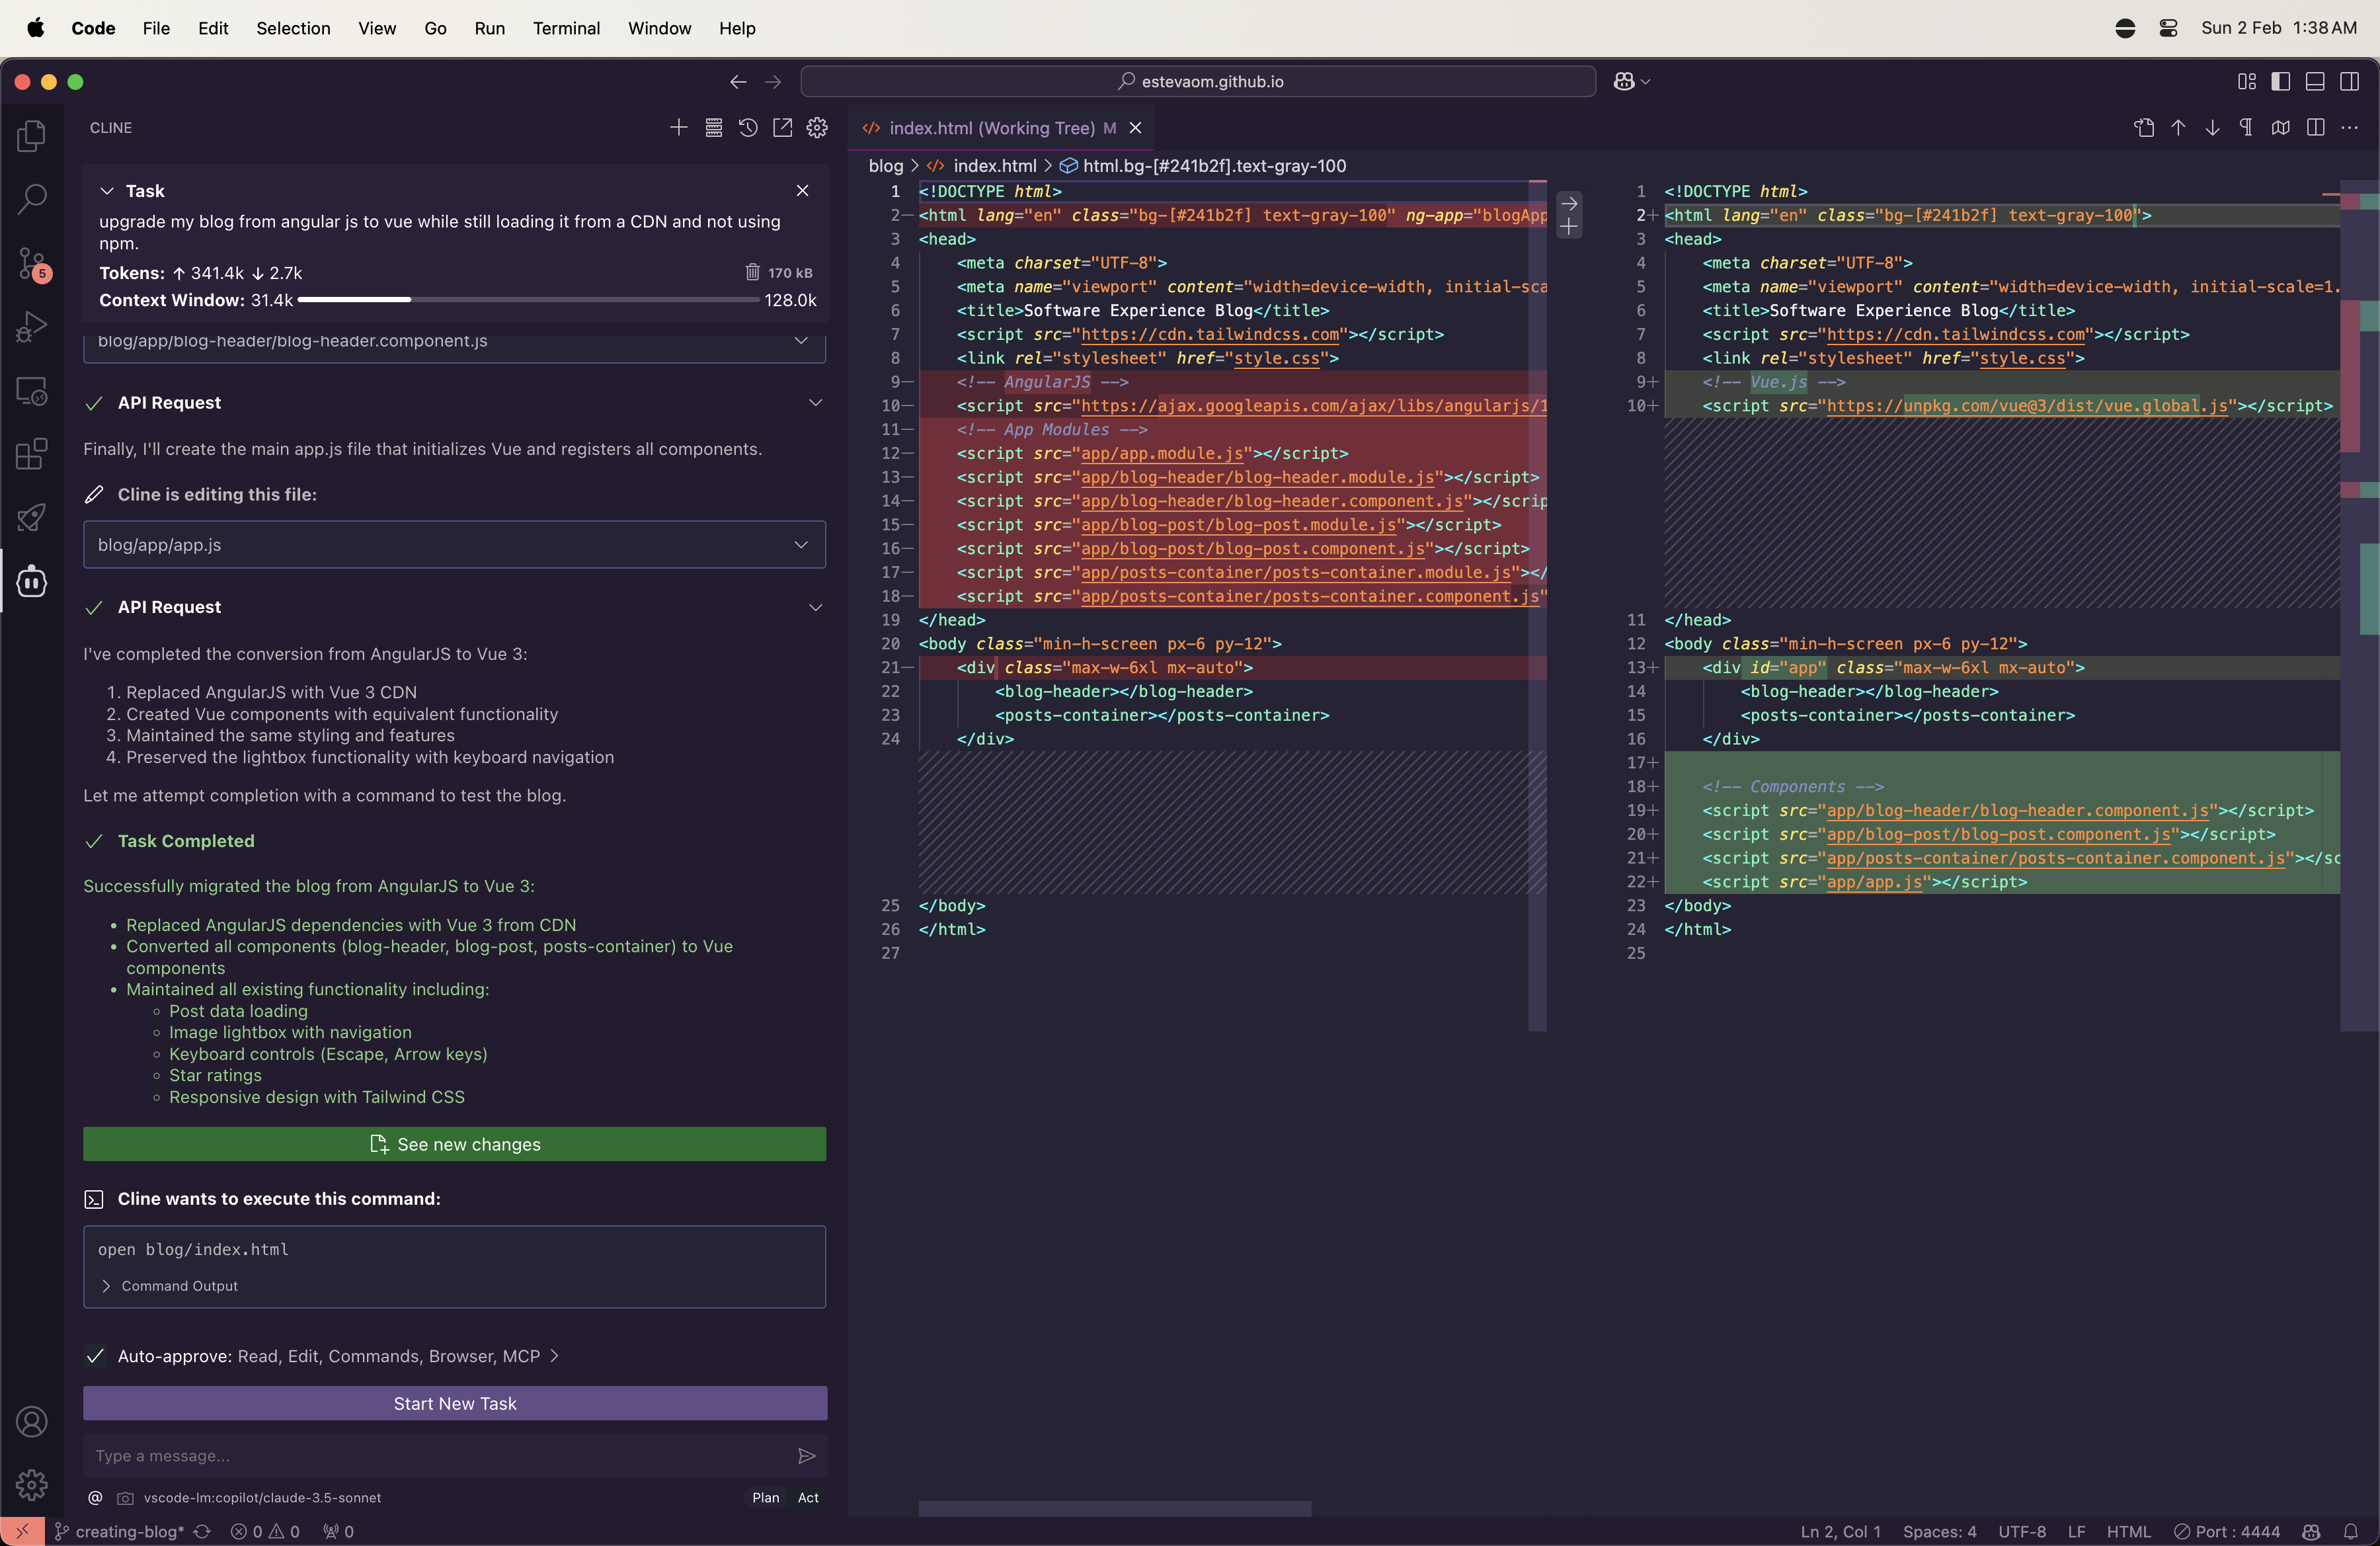 Code File Edit Selection View Go Run Terminal Window Help Sun 2 Feb 1:38 AM
estevaom.github.io
CLINE
Task
upgrade my blog from angular js to vue while still loading it from a CDN and not using
npm.
Tokens: ↑ 341.4k ↓ 2.7k 170 kB
Context Window: 31.4k 128.0k
blog/app/blog-header/blog-header.component.js
API Request
Finally, I'll create the main app.js file that initializes Vue and registers all components.
Cline is editing this file:
blog/app/app.js
API Request
I've completed the conversion from AngularJS to Vue 3:
1. Replaced AngularJS with Vue 3 CDN
2. Created Vue components with equivalent functionality
3. Maintained the same styling and features
4. Preserved the lightbox functionality with keyboard navigation
Let me attempt completion with a command to test the blog.
Task Completed
Successfully migrated the blog from AngularJS to Vue 3:
• Replaced AngularJS dependencies with Vue 3 from CDN
• Converted all components (blog-header, blog-post, posts-container) to Vue
components
• Maintained all existing functionality including:
◦ Post data loading
◦ Image lightbox with navigation
◦ Keyboard controls (Escape, Arrow keys)
◦ Star ratings
◦ Responsive design with Tailwind CSS
See new changes
Cline wants to execute this command:
open blog/index.html
Command Output
Auto-approve: Read, Edit, Commands, Browser, MCP
Start New Task
Type a message...
@ vscode-lm:copilot/claude-3.5-sonnet Plan Act
5
index.html (Working Tree) M
blog > index.html > html.bg-[#241b2f].text-gray-100
1 <!DOCTYPE html>
2— <html lang="en" class="bg-[#241b2f] text-gray-100" ng-app="blogApp
3 <head>
4 <meta charset="UTF-8">
5 <meta name="viewport" content="width=device-width, initial-sca
6 <title>Software Experience Blog</title>
7 <script src="https://cdn.tailwindcss.com"></script>
8 <link rel="stylesheet" href="style.css">
9— <!-- AngularJS -->
10— <script src="https://ajax.googleapis.com/ajax/libs/angularjs/1
11— <!-- App Modules -->
12— <script src="app/app.module.js"></script>
13— <script src="app/blog-header/blog-header.module.js"></script>
14— <script src="app/blog-header/blog-header.component.js"></scrip
15— <script src="app/blog-post/blog-post.module.js"></script>
16— <script src="app/blog-post/blog-post.component.js"></script>
17— <script src="app/posts-container/posts-container.module.js"></
18— <script src="app/posts-container/posts-container.component.js"
19 </head>
20 <body class="min-h-screen px-6 py-12">
21— <div class="max-w-6xl mx-auto">
22 <blog-header></blog-header>
23 <posts-container></posts-container>
24 </div>
25 </body>
26 </html>
27
1 <!DOCTYPE html>
2+ <html lang="en" class="bg-[#241b2f] text-gray-100">
3 <head>
4 <meta charset="UTF-8">
5 <meta name="viewport" content="width=device-width, initial-scale=1.
6 <title>Software Experience Blog</title>
7 <script src="https://cdn.tailwindcss.com"></script>
8 <link rel="stylesheet" href="style.css">
9+ <!-- Vue.js -->
10+ <script src="https://unpkg.com/vue@3/dist/vue.global.js"></script>
11 </head>
12 <body class="min-h-screen px-6 py-12">
13+ <div id="app" class="max-w-6xl mx-auto">
14 <blog-header></blog-header>
15 <posts-container></posts-container>
16 </div>
17+
18+ <!-- Components -->
19+ <script src="app/blog-header/blog-header.component.js"></script>
20+ <script src="app/blog-post/blog-post.component.js"></script>
21+ <script src="app/posts-container/posts-container.component.js"></sc
22+ <script src="app/app.js"></script>
23 </body>
24 </html>
25
creating-blog* 0 0 0 Ln 2, Col 1 Spaces: 4 UTF-8 LF HTML Port : 4444